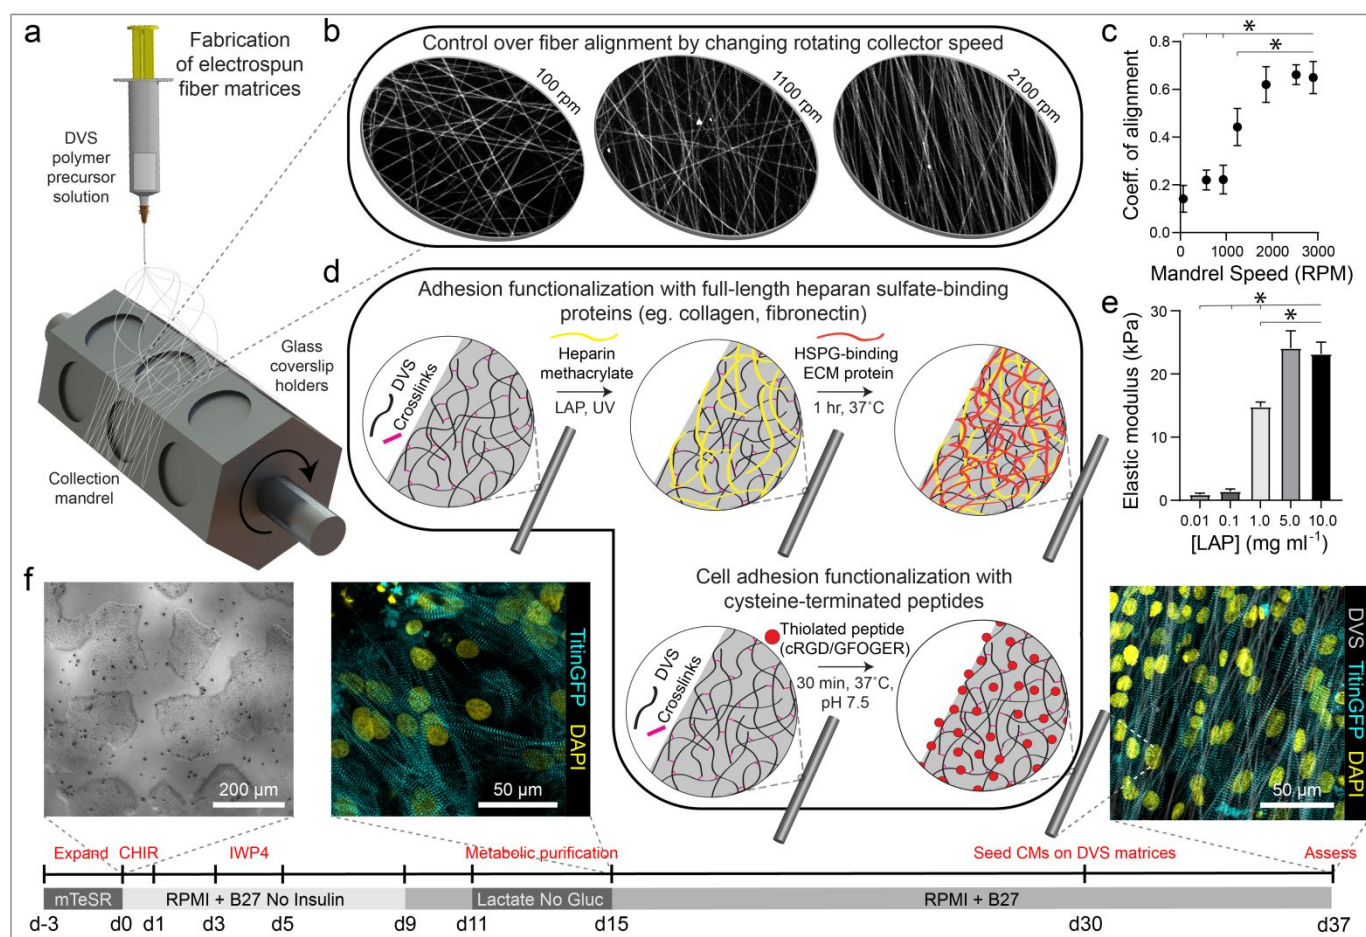 a
Fabrication
of electrospun
fiber matrices
DVS
polymer
precursor
solution
Glass
coverslip
holders
Collection
mandrel
b
Control over fiber alignment by changing rotating collector speed
100 rpm
1100 rpm
2100 rpm
c
*
*
Coeff. of alignment
0.8
0.6
0.4
0.2
0.0
0 1000 2000 3000
Mandrel Speed (RPM)
d
Adhesion functionalization with full-length heparan sulfate-binding
proteins (eg. collagen, fibronectin)
DVS
Crosslinks
Heparin
methacrylate
LAP, UV
HSPG-binding
ECM protein
1 hr, 37˚C
Cell adhesion functionalization with
cysteine-terminated peptides
DVS
Crosslinks
Thiolated peptide
(cRGD/GFOGER)
30 min, 37˚C,
pH 7.5
e
*
*
Elastic modulus (kPa)
30
20
10
0
0.01 0.1 1.0 5.0 10.0
[LAP] (mg ml-1)
f
200 µm
50 µm
TitinGFP
DAPI
50 µm
DVS TitinGFP DAPI
Expand CHIR IWP4 Metabolic purification Seed CMs on DVS matrices Assess
mTeSR RPMI + B27 No Insulin Lactate No Gluc RPMI + B27
d-3 d0 d1 d3 d5 d9 d11 d15 d30 d37